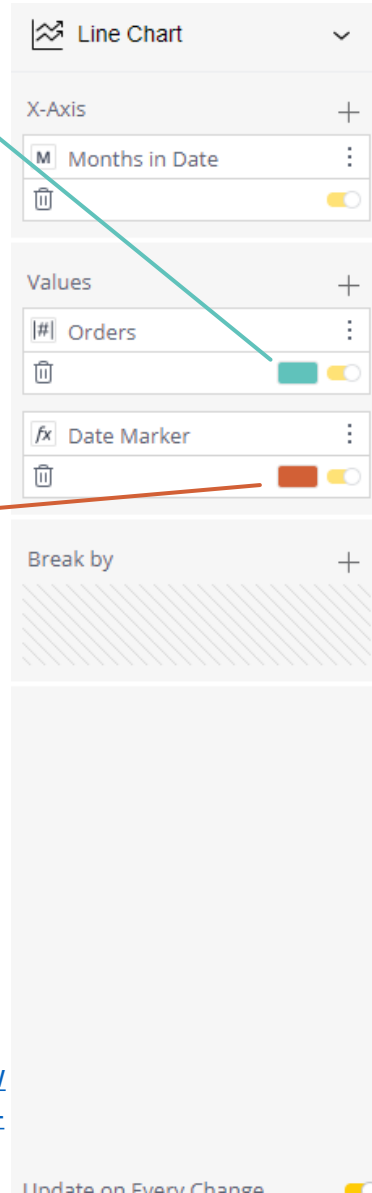 Line Chart
X-Axis
M Months in Date
Values
|#| Orders
fx Date Marker
Break by
Update on Every Change